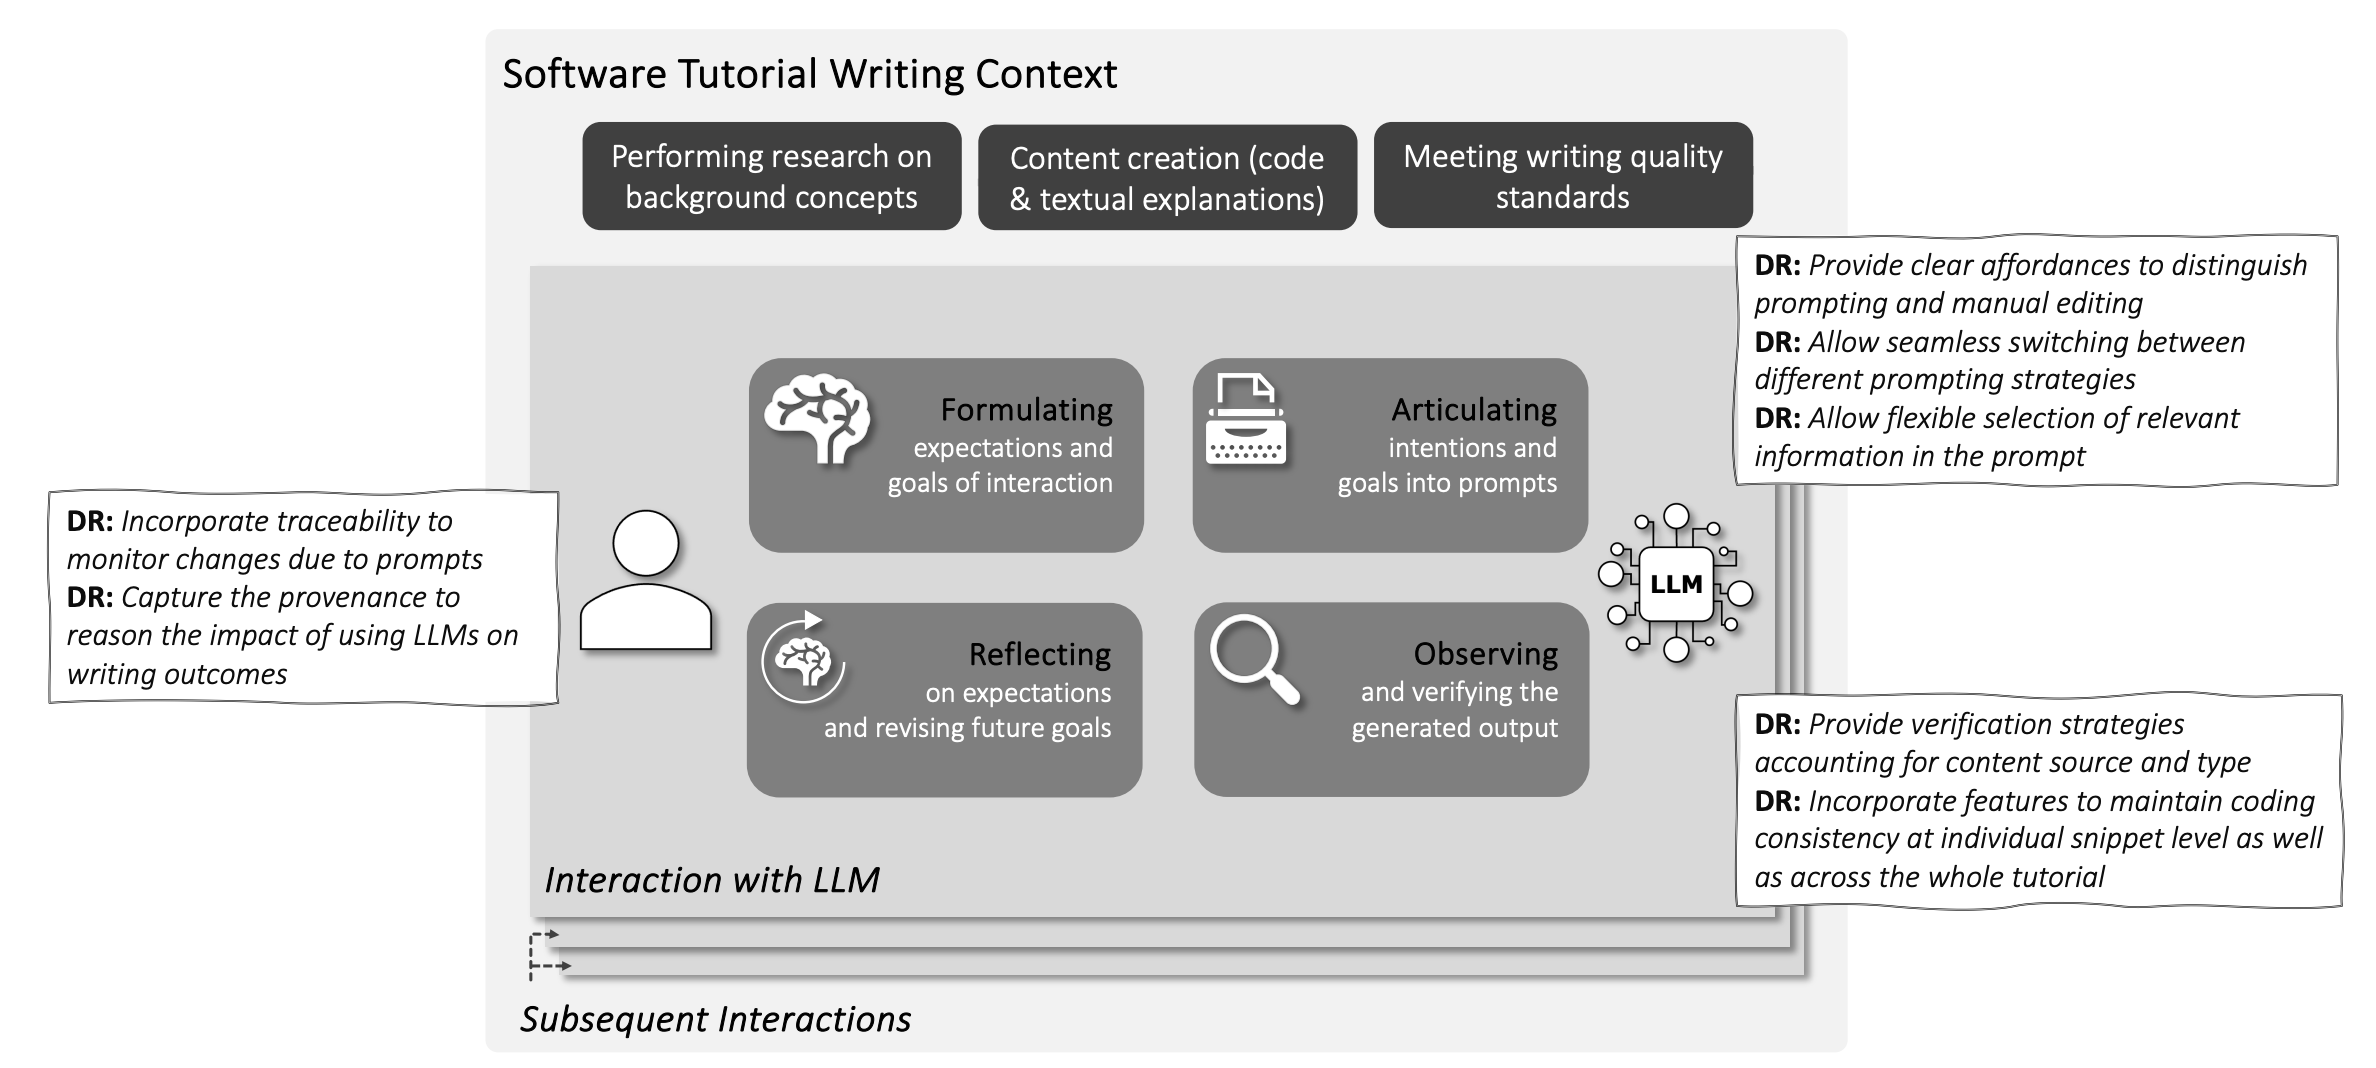 Software Tutorial Writing Context
Performing research on
background concepts
Content creation (code
& textual explanations)
Meeting writing quality
standards
DR: Provide clear affordances to distinguish
prompting and manual editing
DR: Allow seamless switching between
different prompting strategies
DR: Allow flexible selection of relevant
information in the prompt
Formulating
expectations and
goals of interaction
Articulating
intentions and
goals into prompts
DR: Incorporate traceability to
monitor changes due to prompts
DR: Capture the provenance to
reason the impact of using LLMs on
writing outcomes
LLM
Reflecting
on expectations
and revising future goals
Observing
and verifying the
generated output
DR: Provide verification strategies
accounting for content source and type
DR: Incorporate features to maintain coding
consistency at individual snippet level as well
as across the whole tutorial
Interaction with LLM
Subsequent Interactions